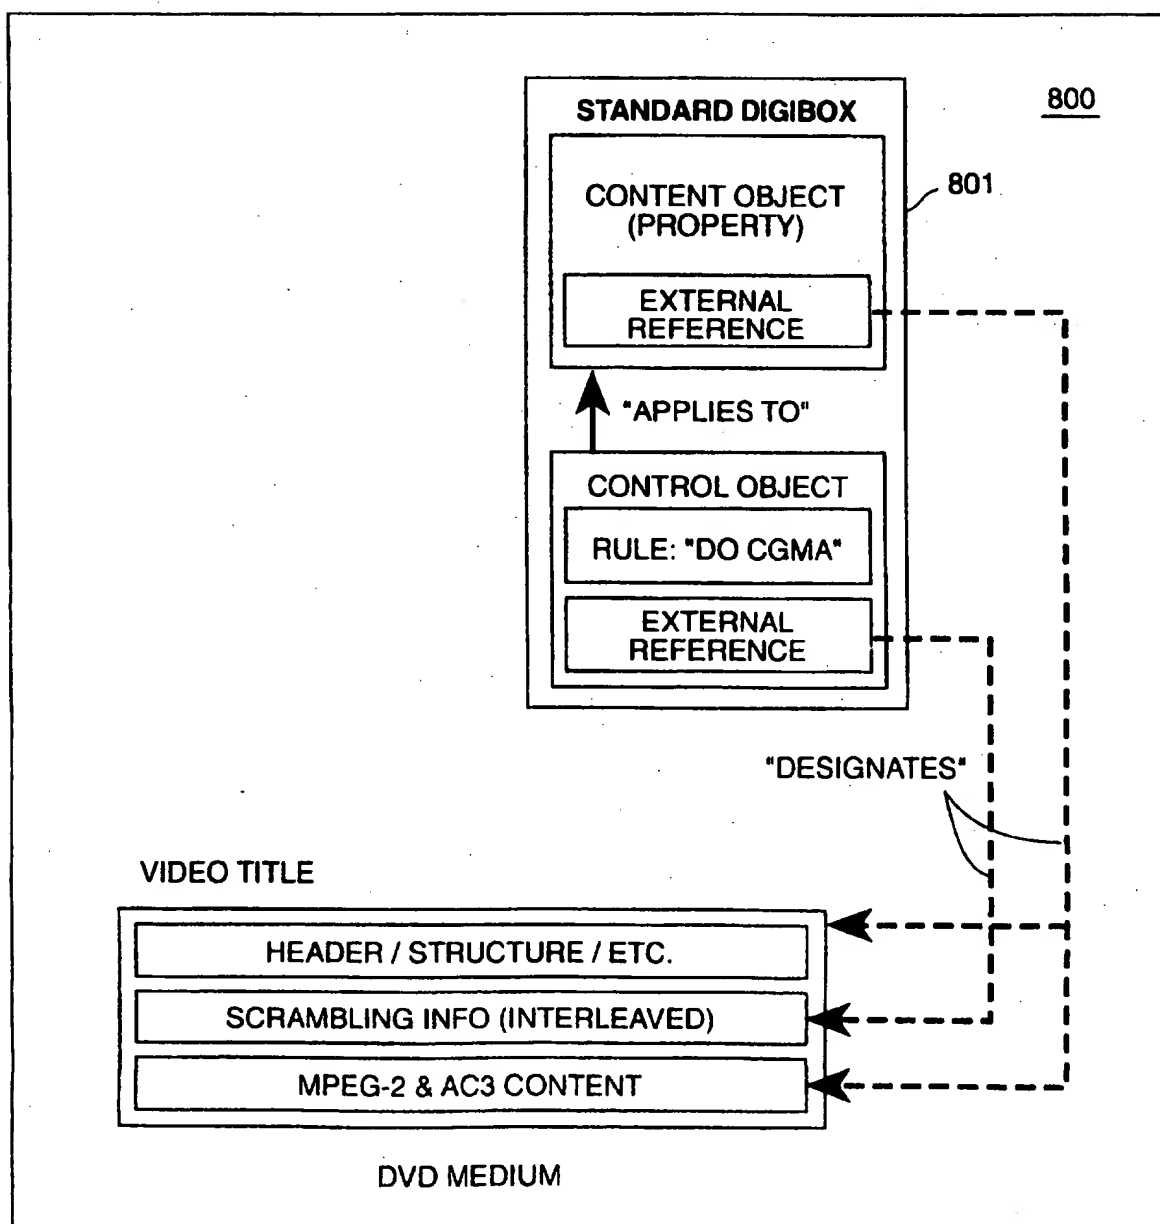 800
STANDARD DIGIBOX
801
CONTENT OBJECT
(PROPERTY)
EXTERNAL
REFERENCE
"APPLIES TO"
CONTROL OBJECT
RULE: "DO CGMA"
EXTERNAL
REFERENCE
"DESIGNATES"
VIDEO TITLE
HEADER / STRUCTURE / ETC.
SCRAMBLING INFO (INTERLEAVED)
MPEG-2 & AC3 CONTENT
DVD MEDIUM